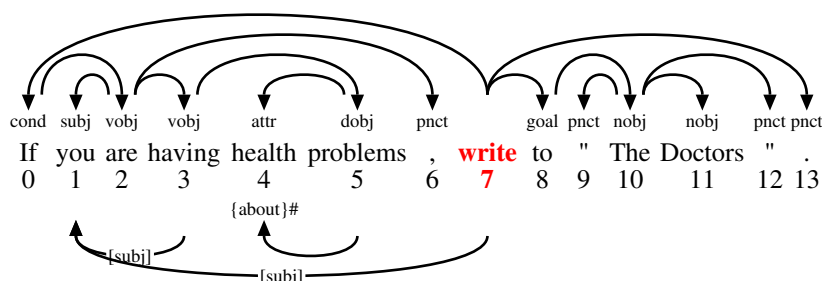 cond subj vobj vobj attr dobj pnct goal pnct nobj nobj pnct pnct
If you are having health problems , write to " The Doctors " .
0 1 2 3 4 5 6 7 8 9 10 11 12 13
{about}#
[subj]
[subj]